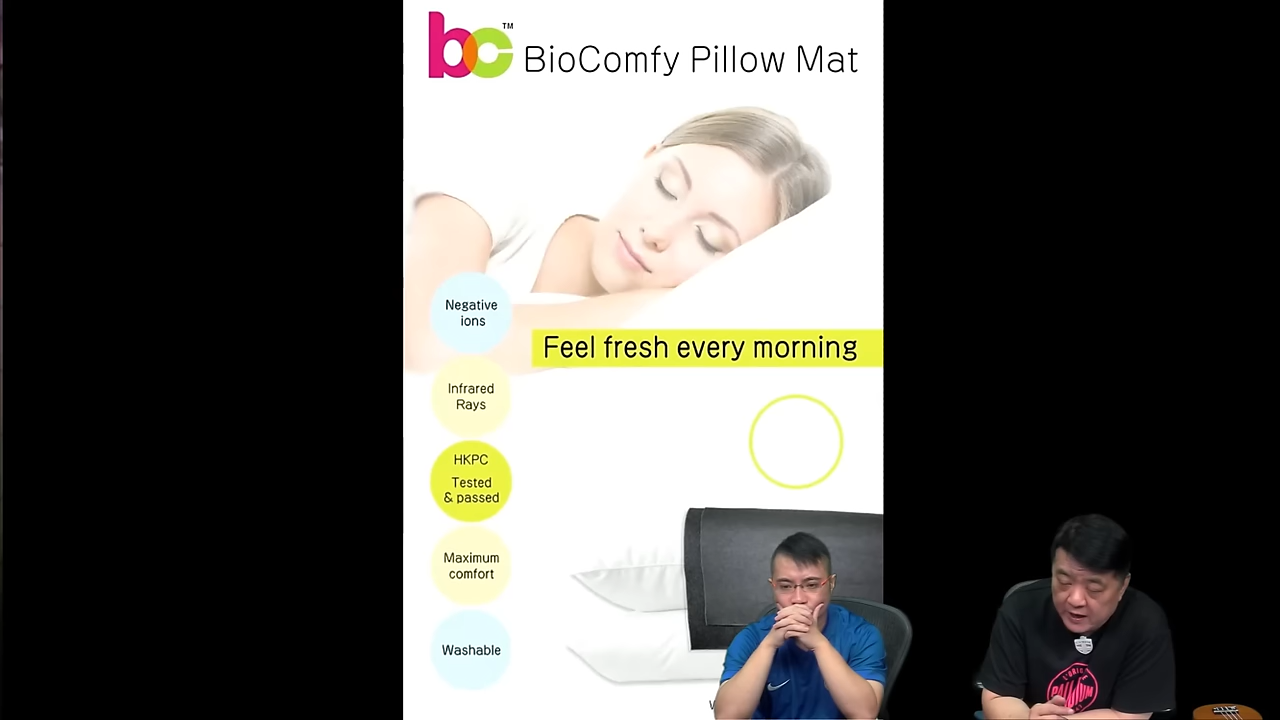 bc™
BioComfy Pillow Mat
Negative
ions
Feel fresh every morning
Infrared
Rays
HKPC
Tested
& passed
Maximum
comfort
Washable